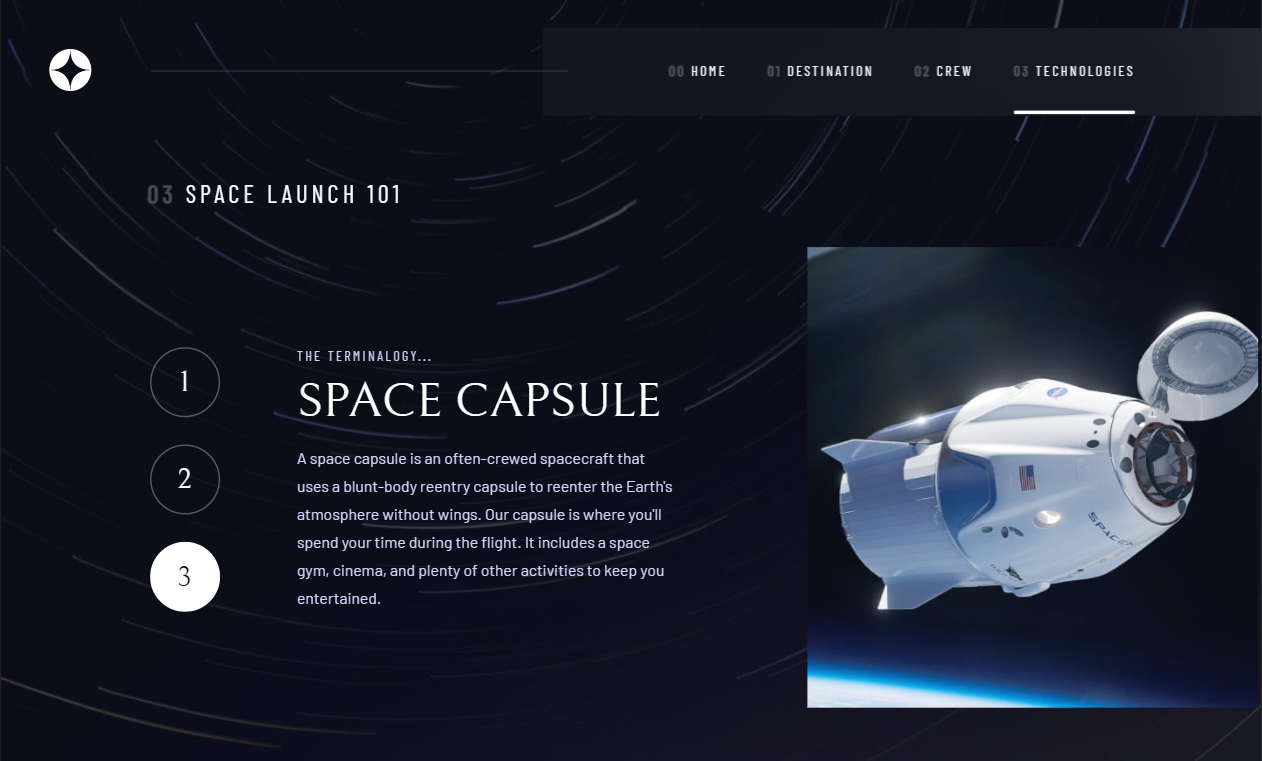 00 HOME 01 DESTINATION 02 CREW 03 TECHNOLOGIES
03 SPACE LAUNCH 101
1
2
3
THE TERMINALOGY...
SPACE CAPSULE
A space capsule is an often-crewed spacecraft that
uses a blunt-body reentry capsule to reenter the Earth's
atmosphere without wings. Our capsule is where you'll
spend your time during the flight. It includes a space
gym, cinema, and plenty of other activities to keep you
entertained.
SPACEX